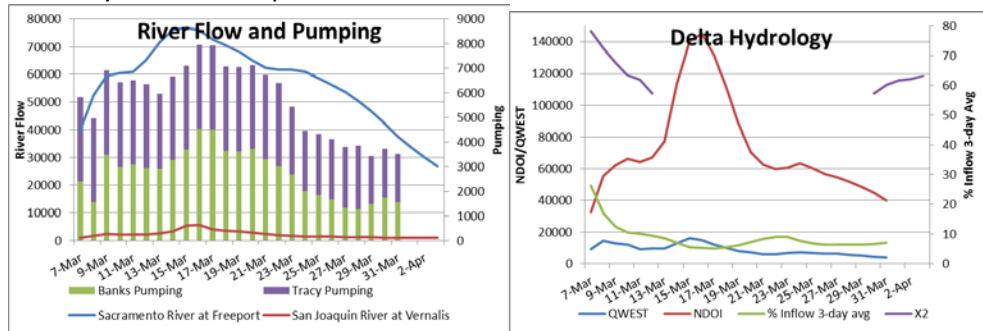 River Flow and Pumping
River Flow
80000
70000
60000
50000
40000
30000
20000
10000
0
9000
8000
7000
6000
5000
4000
3000
2000
1000
0
Pumping
7-Mar
9-Mar
11-Mar
13-Mar
15-Mar
17-Mar
19-Mar
21-Mar
23-Mar
25-Mar
27-Mar
29-Mar
31-Mar
2-Apr
Banks Pumping
Tracy Pumping
Sacramento River at Freeport
San Joaquin River at Vernalis
Delta Hydrology
NDOI/QWEST
140000
120000
100000
80000
60000
40000
20000
0
80
70
60
50
40
30
20
10
0
% Inflow 3-day Avg
7-Mar
9-Mar
11-Mar
13-Mar
15-Mar
17-Mar
19-Mar
21-Mar
23-Mar
25-Mar
27-Mar
29-Mar
31-Mar
2-Apr
QWEST
NDOI
% Inflow 3-day avg
X2